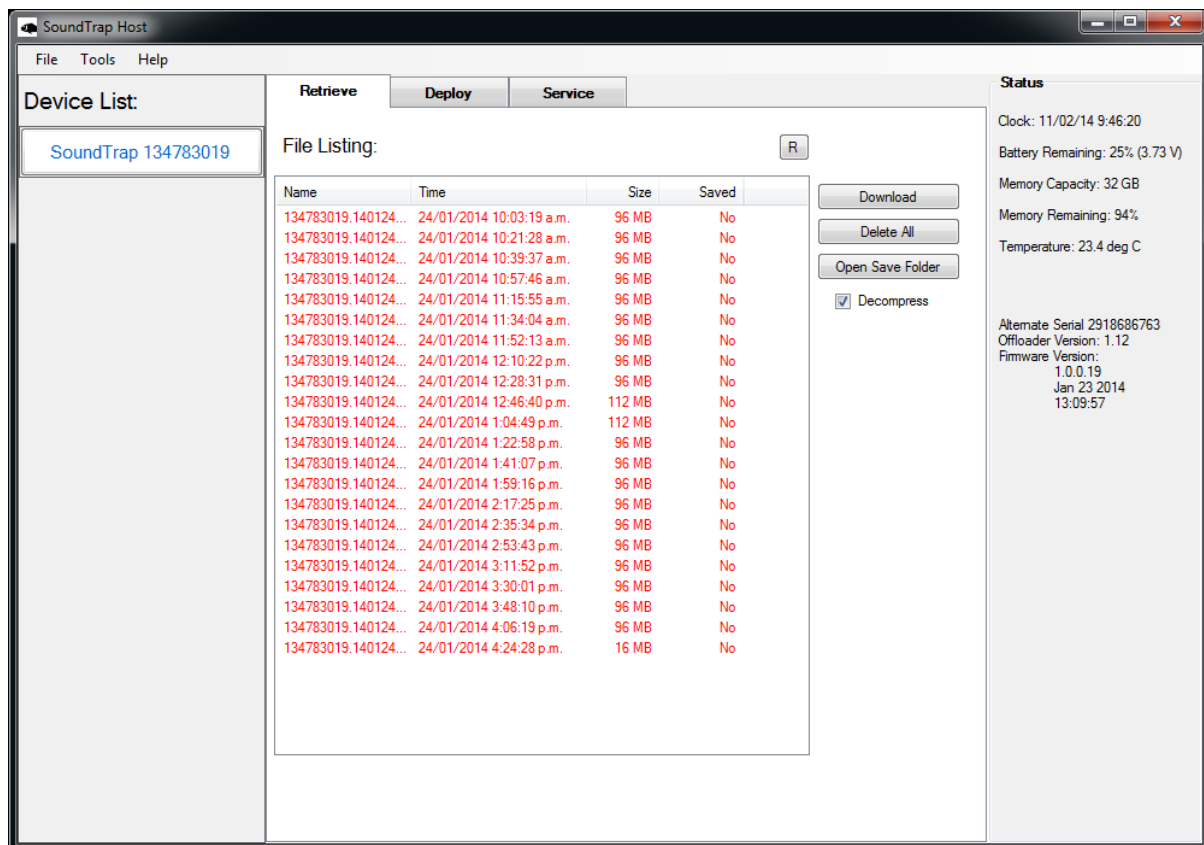 SoundTrap Host
File Tools Help
Device List:
SoundTrap 134783019
Retrieve Deploy Service
File Listing:
R
Name Time Size Saved
134783019.140124... 24/01/2014 10:03:19 a.m. 96 MB No
134783019.140124... 24/01/2014 10:21:28 a.m. 96 MB No
134783019.140124... 24/01/2014 10:39:37 a.m. 96 MB No
134783019.140124... 24/01/2014 10:57:46 a.m. 96 MB No
134783019.140124... 24/01/2014 11:15:55 a.m. 96 MB No
134783019.140124... 24/01/2014 11:34:04 a.m. 96 MB No
134783019.140124... 24/01/2014 11:52:13 a.m. 96 MB No
134783019.140124... 24/01/2014 12:10:22 p.m. 96 MB No
134783019.140124... 24/01/2014 12:28:31 p.m. 96 MB No
134783019.140124... 24/01/2014 12:46:40 p.m. 112 MB No
134783019.140124... 24/01/2014 1:04:49 p.m. 112 MB No
134783019.140124... 24/01/2014 1:22:58 p.m. 96 MB No
134783019.140124... 24/01/2014 1:41:07 p.m. 96 MB No
134783019.140124... 24/01/2014 1:59:16 p.m. 96 MB No
134783019.140124... 24/01/2014 2:17:25 p.m. 96 MB No
134783019.140124... 24/01/2014 2:35:34 p.m. 96 MB No
134783019.140124... 24/01/2014 2:53:43 p.m. 96 MB No
134783019.140124... 24/01/2014 3:11:52 p.m. 96 MB No
134783019.140124... 24/01/2014 3:30:01 p.m. 96 MB No
134783019.140124... 24/01/2014 3:48:10 p.m. 96 MB No
134783019.140124... 24/01/2014 4:06:19 p.m. 96 MB No
134783019.140124... 24/01/2014 4:24:28 p.m. 16 MB No
Download
Delete All
Open Save Folder
Decompress
Status
Clock: 11/02/14 9:46:20
Battery Remaining: 25% (3.73 V)
Memory Capacity: 32 GB
Memory Remaining: 94%
Temperature: 23.4 deg C
Alternate Serial 2918686763
Offloader Version: 1.12
Firmware Version:
1.0.0.19
Jan 23 2014
13:09:57